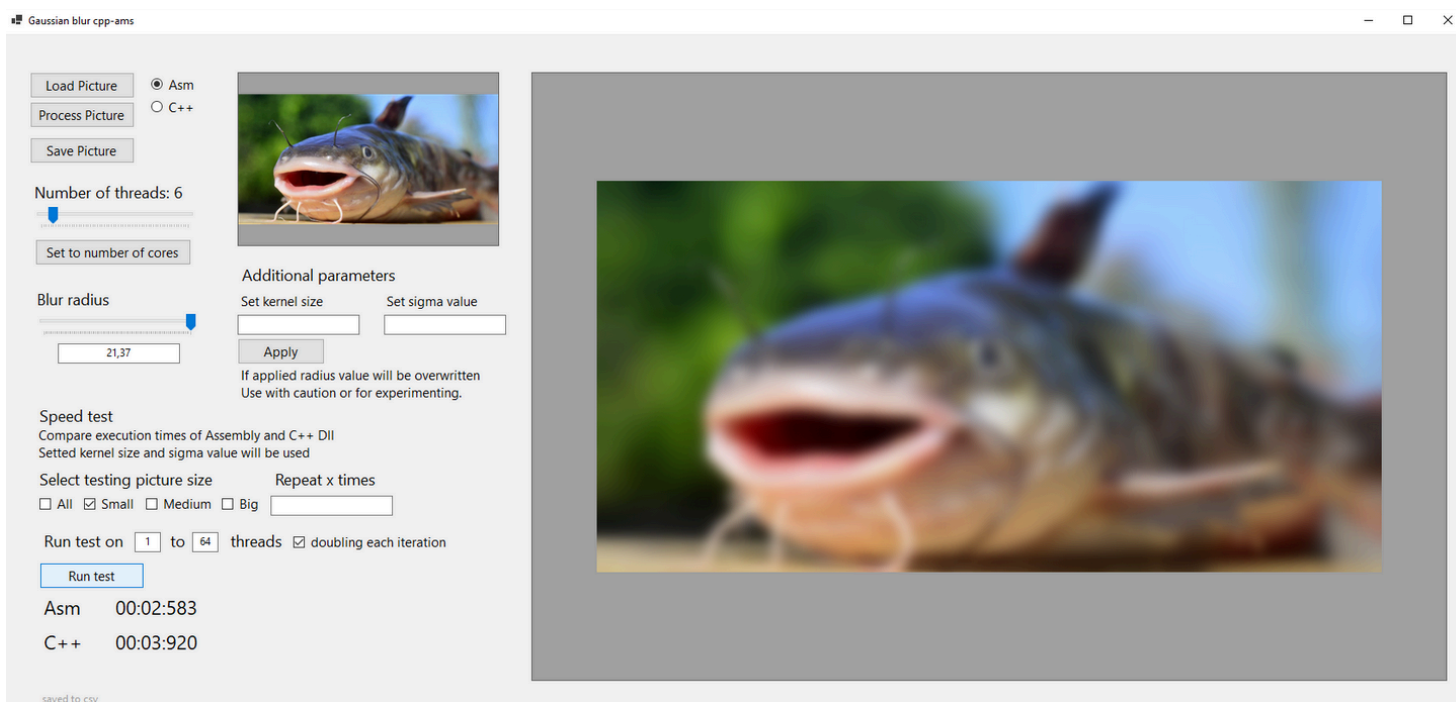 Gaussian blur cpp-ams
Load Picture
Asm
C++
Process Picture
Save Picture
Number of threads: 6
Set to number of cores
Blur radius
21,37
Additional parameters
Set kernel size Set sigma value
Apply
If applied radius value will be overwritten
Use with caution or for experimenting.
Speed test
Compare execution times of Assembly and C++ Dll
Setted kernel size and sigma value will be used
Select testing picture size Repeat x times
All Small Medium Big
Run test on 1 to 64 threads doubling each iteration
Run test
Asm 00:02:583
C++ 00:03:920
saved to csv